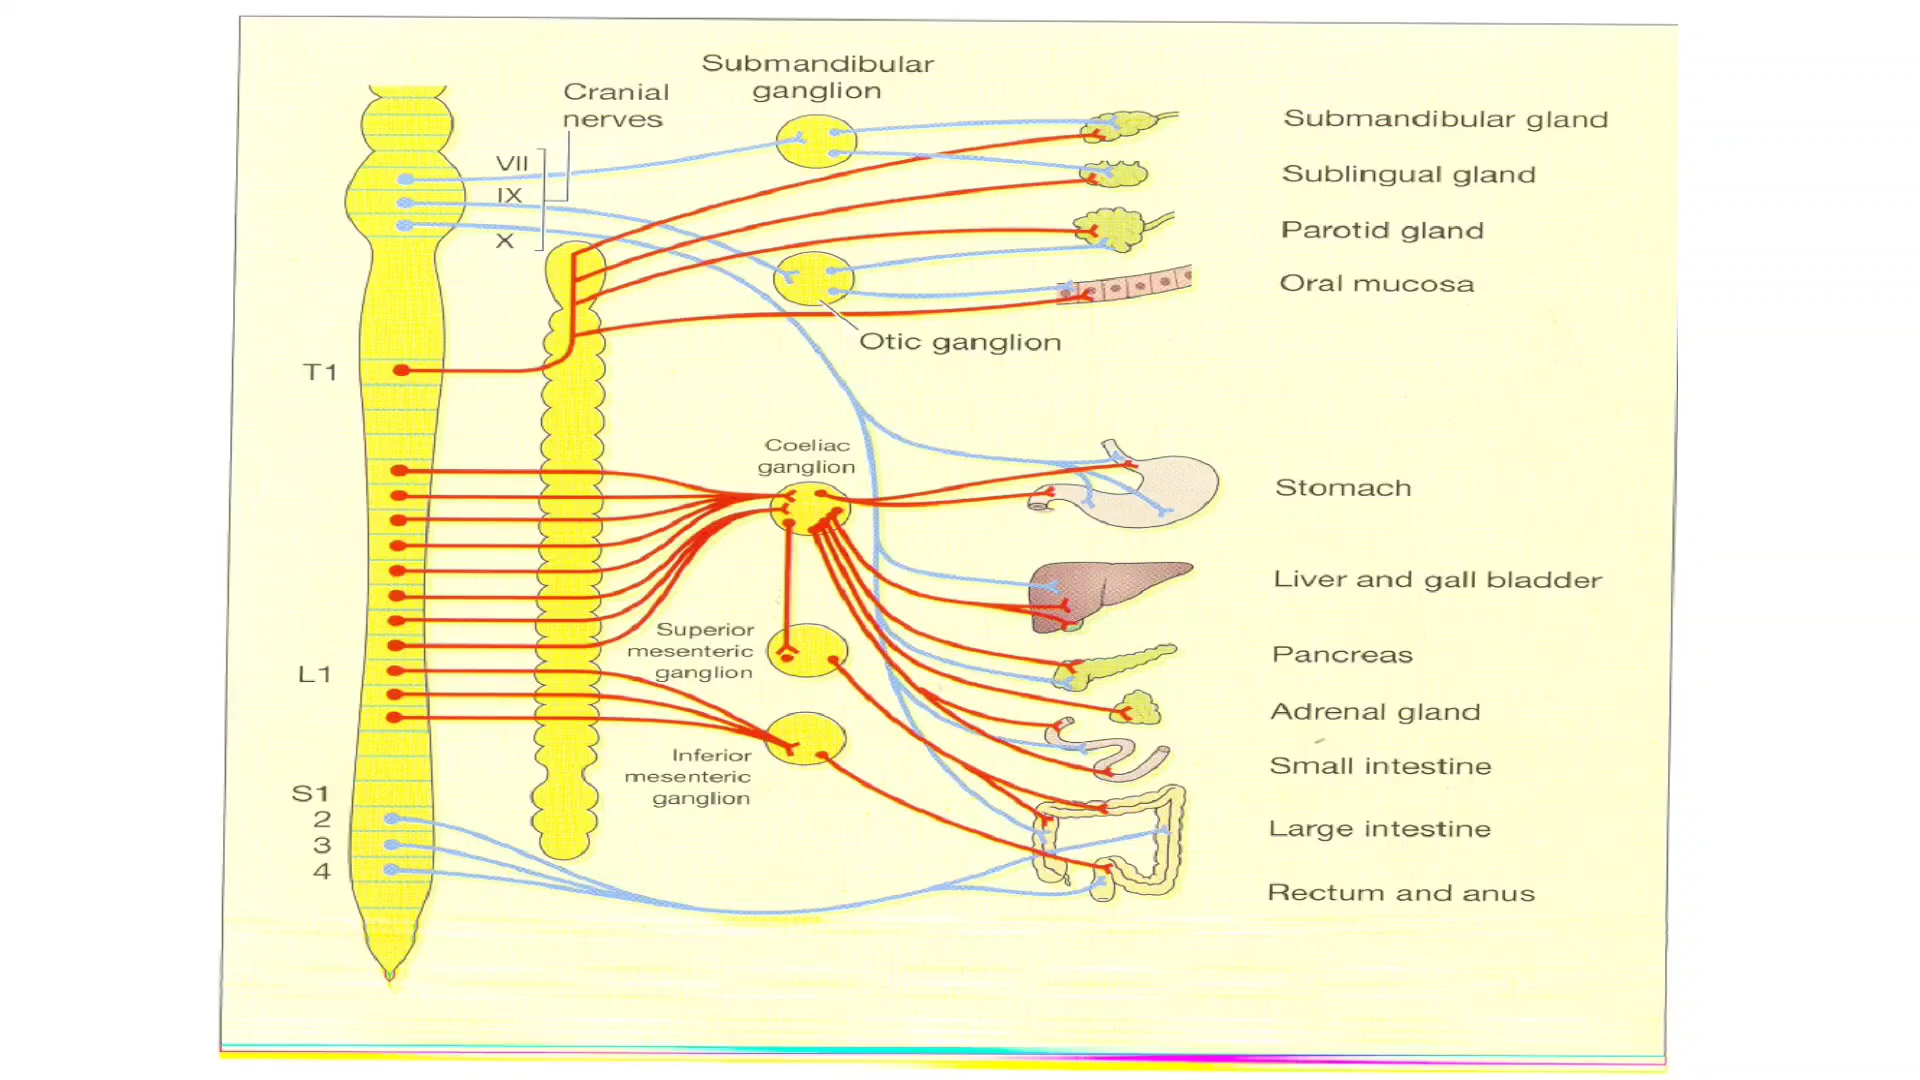 Submandibular
ganglion
Cranial
nerves
VII
IX
X
Submandibular gland
Sublingual gland
Parotid gland
Oral mucosa
Otic ganglion
T1
Coeliac
ganglion
Stomach
Liver and gall bladder
Superior
mesenteric
ganglion
L1
Pancreas
Adrenal gland
Inferior
mesenteric
ganglion
Small intestine
S1
2
3
4
Large intestine
Rectum and anus